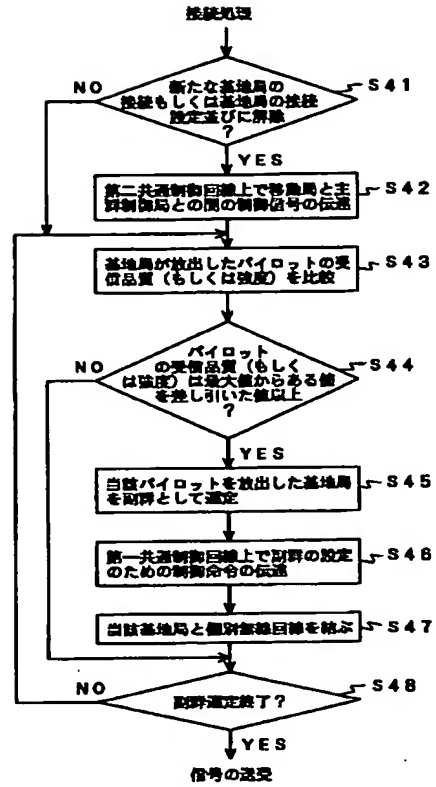 接続処理
NO
新たな基地局の
接続もしくは基地局の接続
設定並びに解除
?
S41
YES
第二共通制御回線上で移動局と主
群制御局との間の制御信号の伝達
S42
基地局が放出したパイロットの受
信品質(もしくは強度)を比較
S43
NO
パイロット
の受信品質(もしく
は強度)は最大値からある値
を差し引いた値以上
?
S44
YES
当該パイロットを放出した基地局
を副群として選定
S45
第一共通制御回線上で副群の設定
のための制御命令の伝達
S46
当該基地局と個別無線回線を結ぶ
S47
NO
副群選定終了?
S48
YES
信号の送受